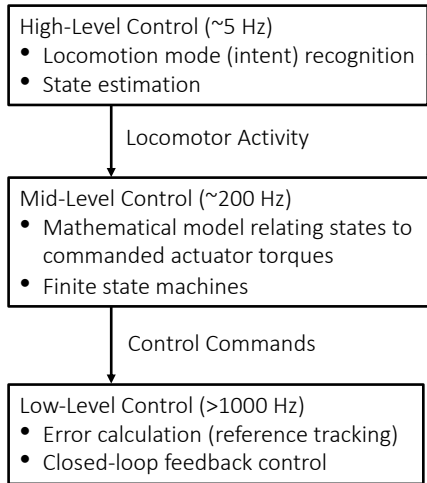 High-Level Control (~5 Hz)
• Locomotion mode (intent) recognition
• State estimation
Locomotor Activity
Mid-Level Control (~200 Hz)
• Mathematical model relating states to
commanded actuator torques
• Finite state machines
Control Commands
Low-Level Control (>1000 Hz)
• Error calculation (reference tracking)
• Closed-loop feedback control